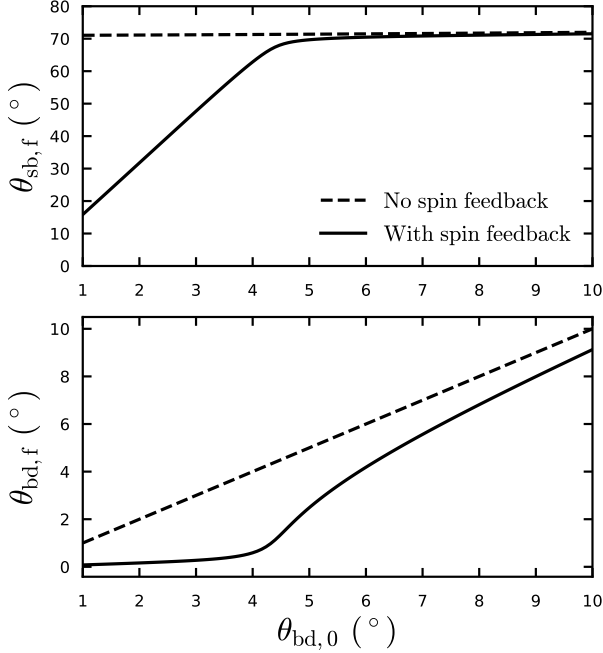 80
70
60
50
40
30
20
10
0
θsb,f (°)
No spin feedback
With spin feedback
1 2 3 4 5 6 7 8 9 10
10
8
6
4
2
0
θbd,f (°)
1 2 3 4 5 6 7 8 9 10
θbd,0 (°)